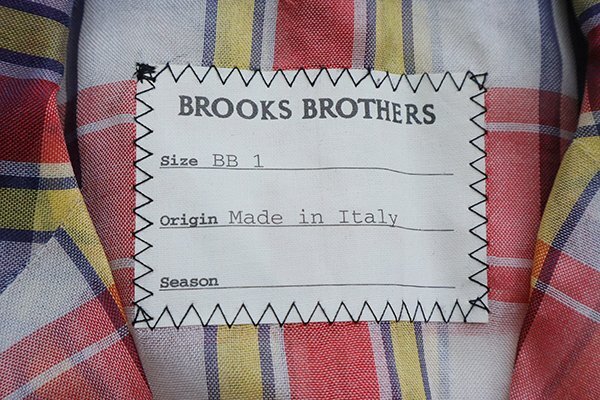 BROOKS BROTHERS
Size BB 1
Origin Made in Italy
Season